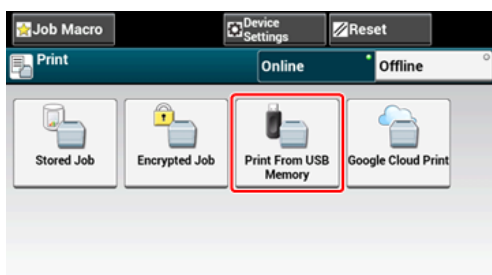 Job Macro
Device
Settings
Reset
Print
Online
Offline
Stored Job
Encrypted Job
Print From USB
Memory
Google Cloud Print